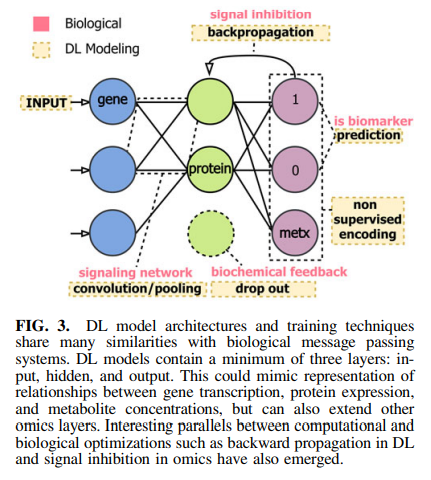 Biological
DL Modeling
signal inhibition
backpropagation
INPUT
gene
1
is biomarker
prediction
protein
0
non
supervised
encoding
metx
signaling network
biochemical feedback
convolution/pooling
drop out
FIG. 3. DL model architectures and training techniques
share many similarities with biological message passing
systems. DL models contain a minimum of three layers: in-
put, hidden, and output. This could mimic representation of
relationships between gene transcription, protein expression,
and metabolite concentrations, but can also extend other
omics layers. Interesting parallels between computational and
biological optimizations such as backward propagation in DL
and signal inhibition in omics have also emerged.